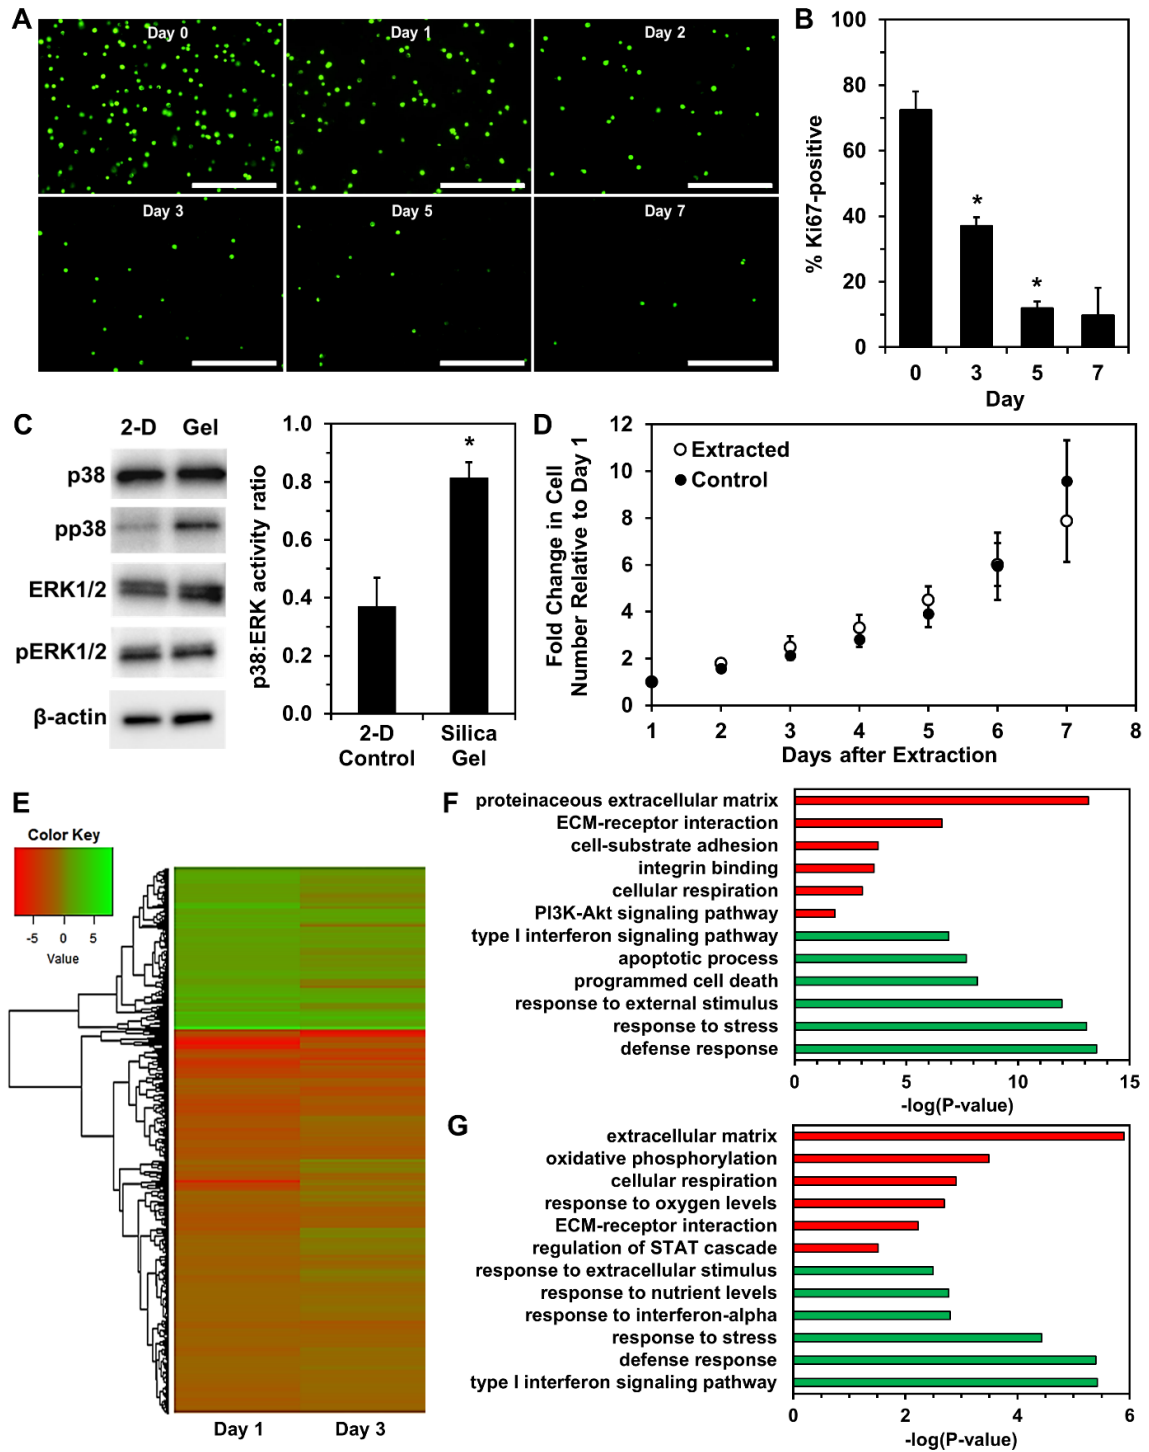 A
Day 0
Day 1
Day 2
Day 3
Day 5
Day 7
B
% Ki67-positive
100
80
60
40
20
0
*
*
0 3 5 7
Day
C
2-D Gel
p38
pp38
ERK1/2
pERK1/2
β-actin
p38:ERK activity ratio
1.0
0.8
0.6
0.4
0.2
0.0
*
2-D
Control
Silica
Gel
D
Fold Change in Cell
Number Relative to Day 1
12
10
8
6
4
2
0
Extracted
Control
1 2 3 4 5 6 7 8
Days after Extraction
E
Color Key
-5 0 5
Value
Day 1 Day 3
F
proteinaceous extracellular matrix
ECM-receptor interaction
cell-substrate adhesion
integrin binding
cellular respiration
PI3K-Akt signaling pathway
type I interferon signaling pathway
apoptotic process
programmed cell death
response to external stimulus
response to stress
defense response
0 5 10 15
-log(P-value)
G
extracellular matrix
oxidative phosphorylation
cellular respiration
response to oxygen levels
ECM-receptor interaction
regulation of STAT cascade
response to extracellular stimulus
response to nutrient levels
response to interferon-alpha
response to stress
defense response
type I interferon signaling pathway
0 2 4 6
-log(P-value)